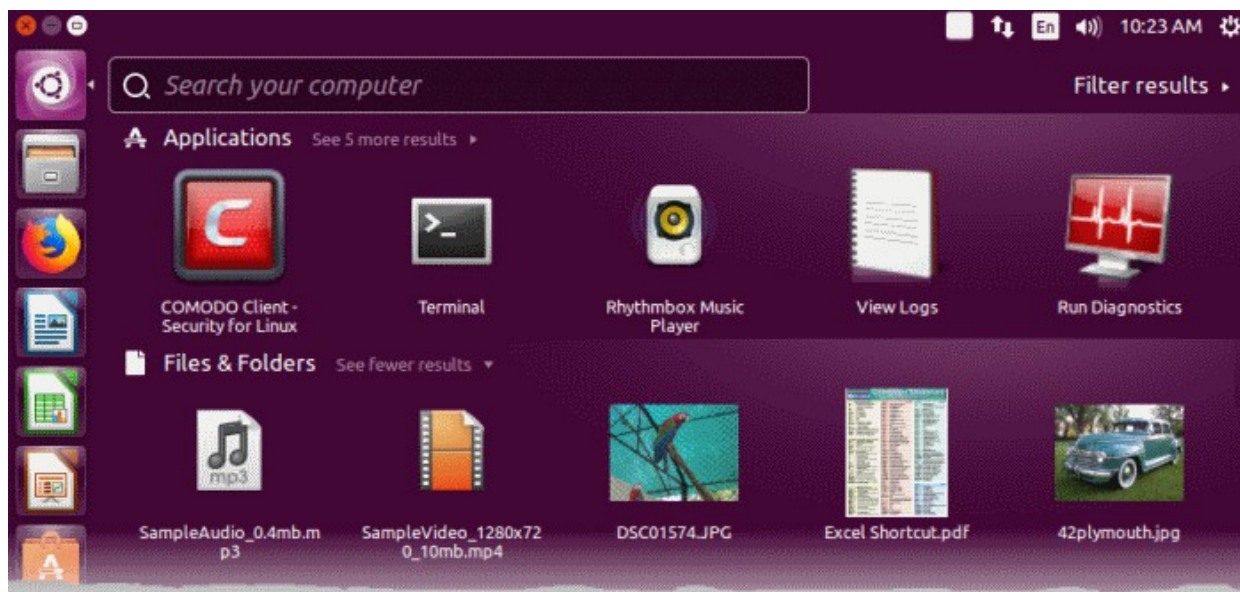 En 10:23 AM
Search your computer
Filter results
Applications See 5 more results
COMODO Client -
Security for Linux
Terminal
Rhythmbox Music
Player
View Logs
Run Diagnostics
Files & Folders See fewer results
mp3
SampleAudio_0.4mb.m
p3
SampleVideo_1280x72
0_10mb.mp4
DSC01574.JPG
Excel Shortcut.pdf
42plymouth.jpg